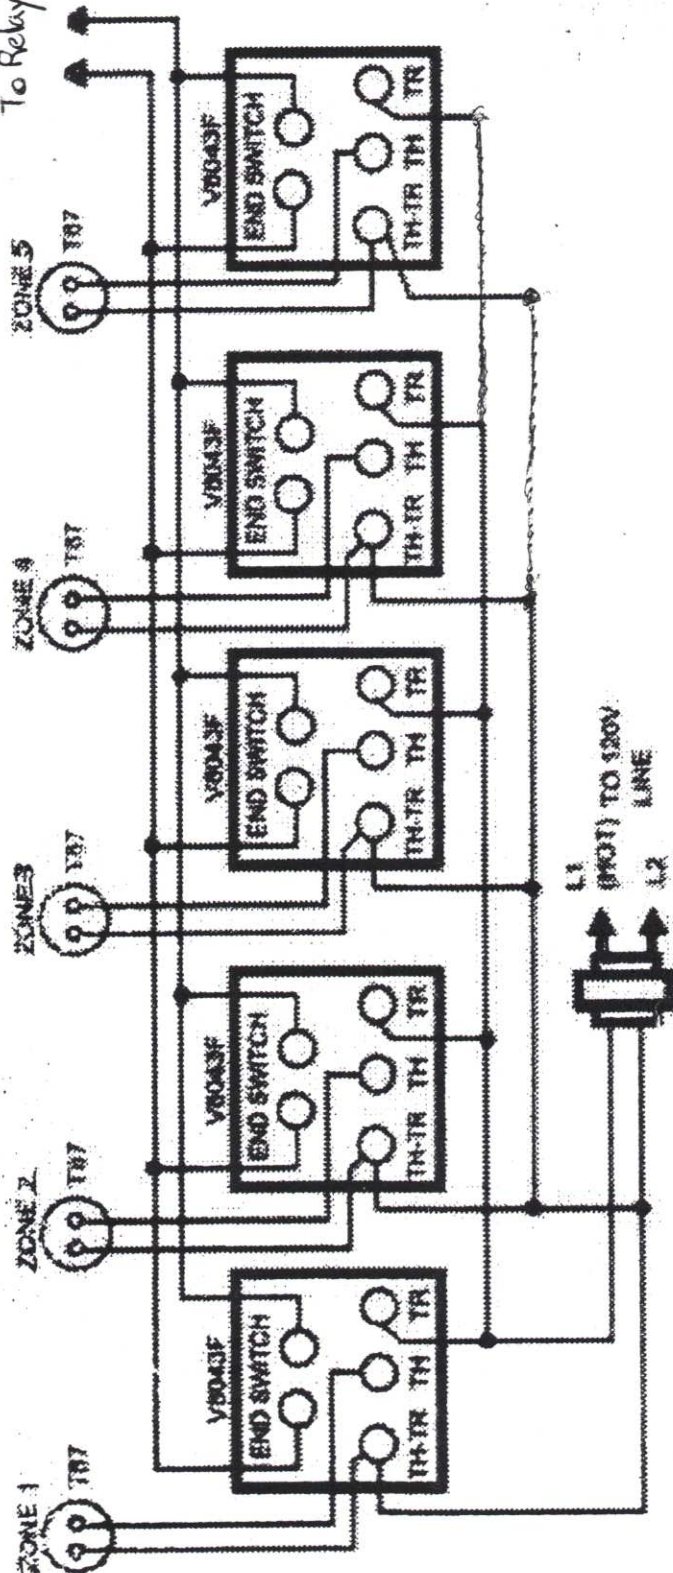 To Relay
ZONE 1
T87
V8043F
END SWITCH
TH-TR TH TR
ZONE 2
T87
V8043F
END SWITCH
TH-TR TH TR
ZONE 3
T87
V8043F
END SWITCH
TH-TR TH TR
ZONE 4
T87
V8043F
END SWITCH
TH-TR TH TR
ZONE 5
T87
V8043F
END SWITCH
TH-TR TH TR
L1
(HOT) TO 120V
LINE
L2